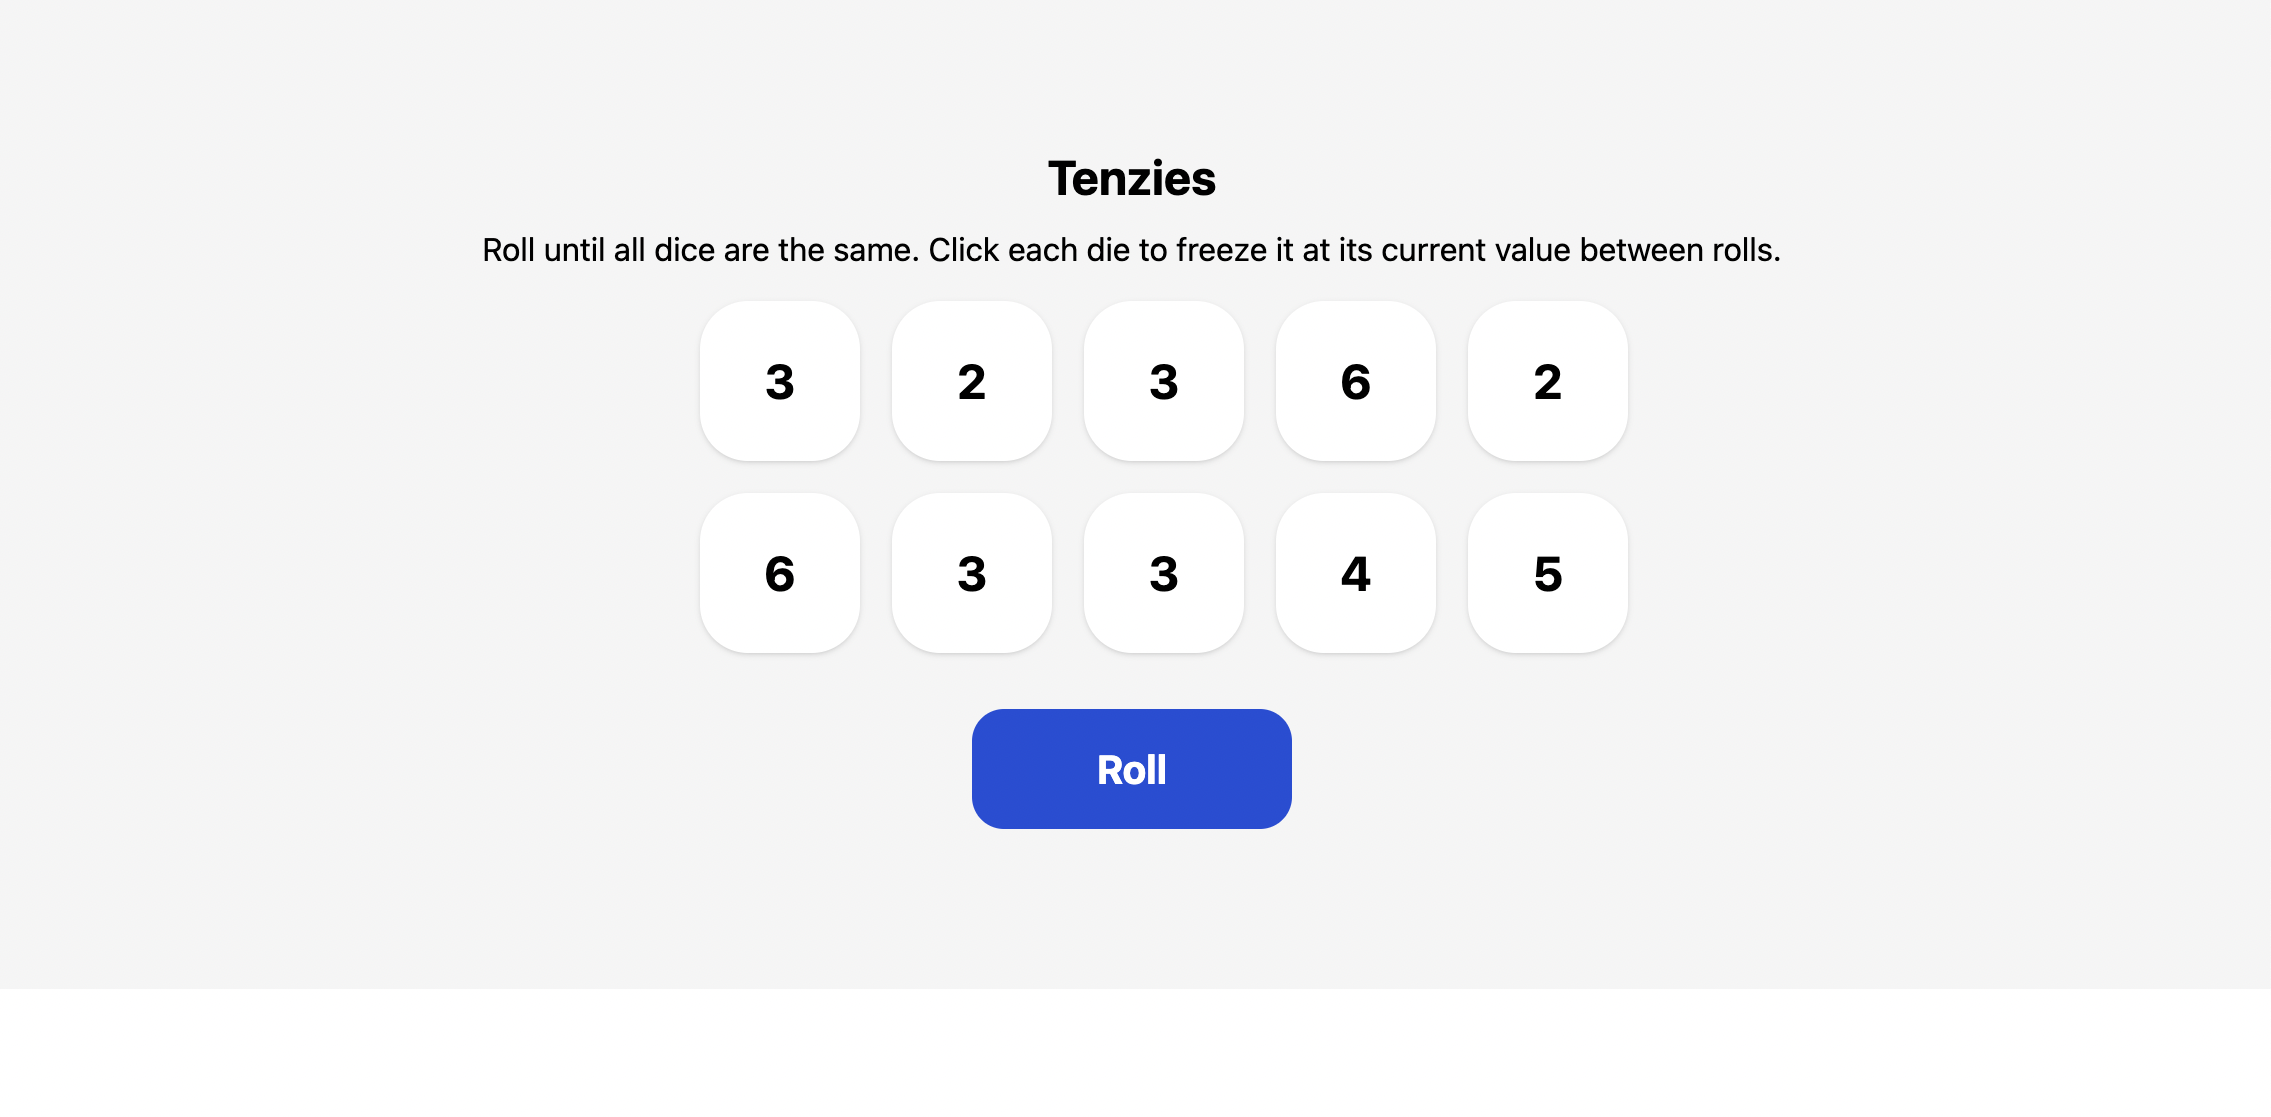 Tenzies
Roll until all dice are the same. Click each die to freeze it at its current value between rolls.
3 2 3 6 2
6 3 3 4 5
Roll